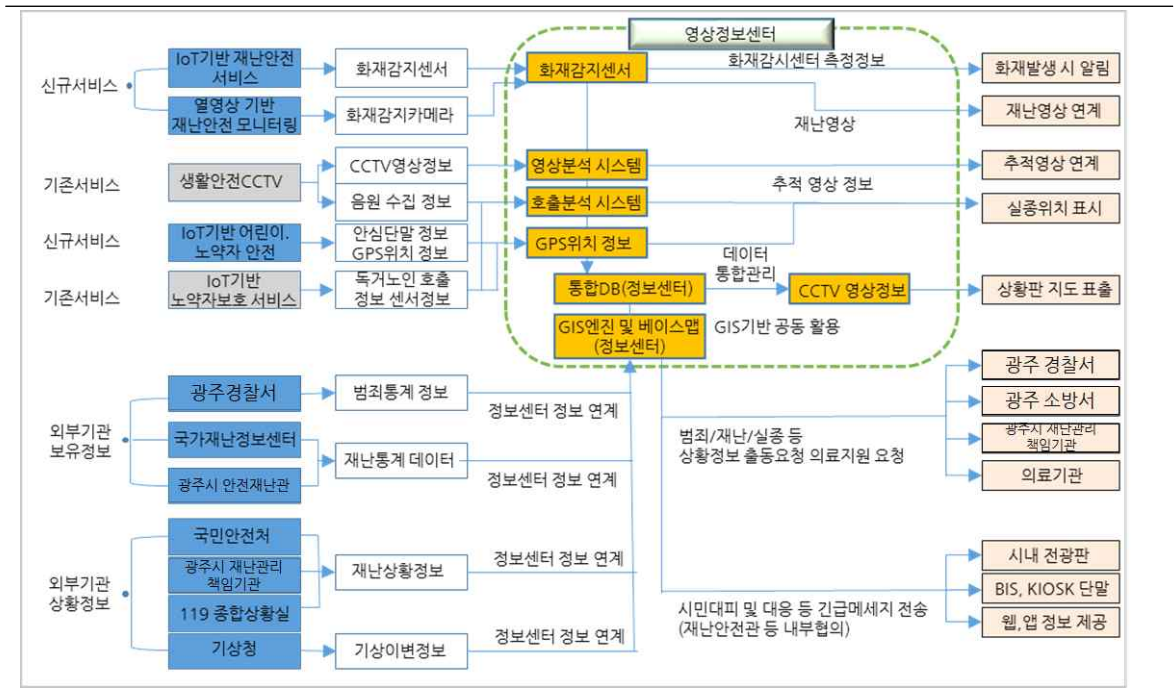 영상정보센터
신규서비스
IoT기반 재난안전
서비스
화재감지센서
화재감지센서
화재감시센터 측정정보
화재발생 시 알림
열영상 기반
재난안전 모니터링
화재감지카메라
재난영상
재난영상 연계
기존서비스
생활안전CCTV
CCTV영상정보
영상분석 시스템
추적영상 연계
음원 수집 정보
호출분석 시스템
추적 영상 정보
실종위치 표시
신규서비스
IoT기반 어린이.
노약자 안전
안심단말 정보
GPS위치 정보
GPS위치 정보
기존서비스
IoT기반
노약자보호 서비스
독거노인 호출
정보 센서정보
통합DB(정보센터)
데이터
통합관리
CCTV 영상정보
상황판 지도 표출
GIS엔진 및 베이스맵
(정보센터)
GIS기반 공동 활용
외부기관
보유정보
광주경찰서
범죄통계 정보
정보센터 정보 연계
국가재난정보센터
광주시 안전재난관
재난통계 데이터
정보센터 정보 연계
범죄/재난/실종 등
상황정보 출동요청 의료지원 요청
광주 경찰서
광주 소방서
광주시 재난관리
책임기관
의료기관
외부기관
상황정보
국민안전처
광주시 재난관리
책임기관
119 종합상황실
재난상황정보
정보센터 정보 연계
기상청
기상이변정보
정보센터 정보 연계
시민대피 및 대응 등 긴급메세지 전송
(재난안전관 등 내부협의)
시내 전광판
BIS, KIOSK 단말
웹,앱 정보 제공